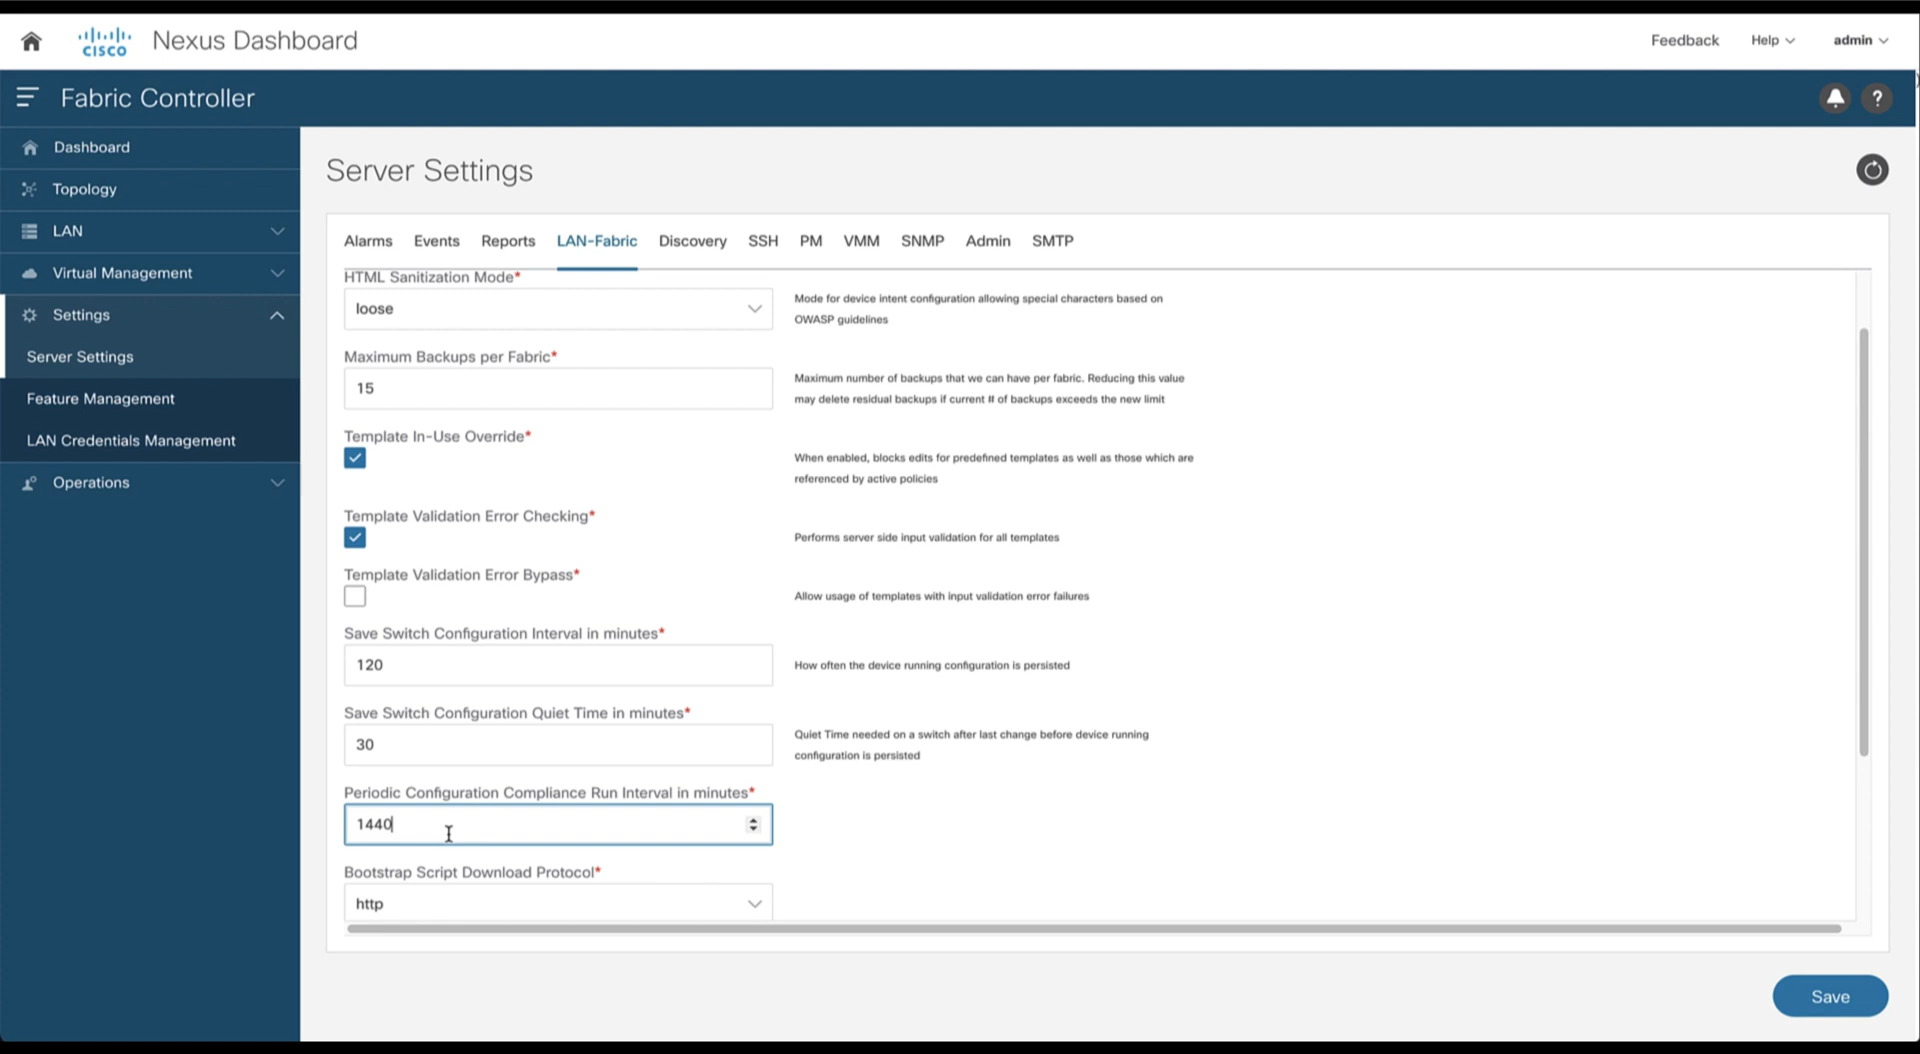 CISCO
Nexus Dashboard
Feedback
Help
admin
Fabric Controller
?
Dashboard
Topology
LAN
Virtual Management
Settings
Server Settings
Feature Management
LAN Credentials Management
Operations
Server Settings
Alarms Events Reports LAN-Fabric Discovery SSH PM VMM SNMP Admin SMTP
HTML Sanitization Mode*
loose
Mode for device intent configuration allowing special characters based on
OWASP guidelines
Maximum Backups per Fabric*
15
Maximum number of backups that we can have per fabric. Reducing this value
may delete residual backups if current # of backups exceeds the new limit
Template In-Use Override*
When enabled, blocks edits for predefined templates as well as those which are
referenced by active policies
Template Validation Error Checking*
Performs server side input validation for all templates
Template Validation Error Bypass*
Allow usage of templates with input validation error failures
Save Switch Configuration Interval in minutes*
120
How often the device running configuration is persisted
Save Switch Configuration Quiet Time in minutes*
30
Quiet Time needed on a switch after last change before device running
configuration is persisted
Periodic Configuration Compliance Run Interval in minutes*
1440
Bootstrap Script Download Protocol*
http
Save